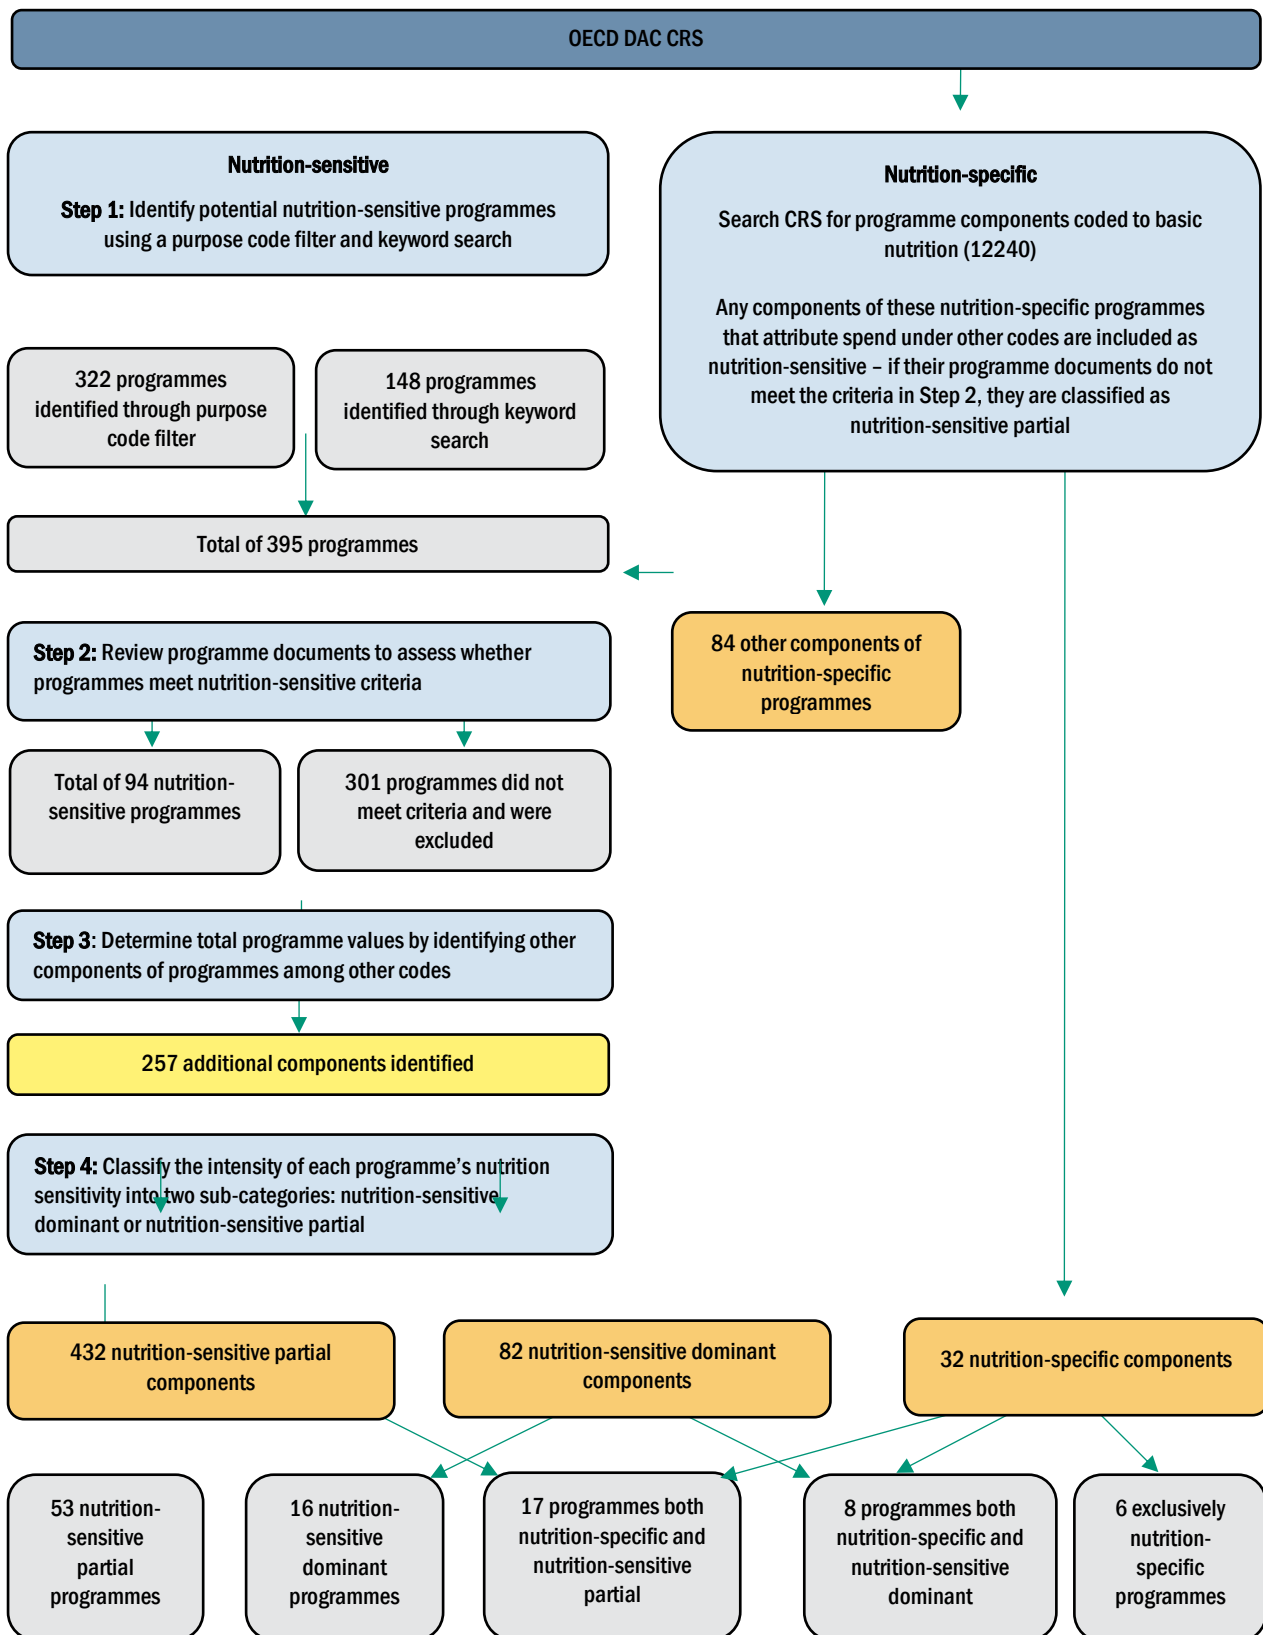 OECD DAC CRS
Nutrition-sensitive
Step 1: Identify potential nutrition-sensitive programmes
using a purpose code filter and keyword search
Nutrition-specific
Search CRS for programme components coded to basic
nutrition (12240)
Any components of these nutrition-specific programmes
that attribute spend under other codes are included as
nutrition-sensitive – if their programme documents do not
meet the criteria in Step 2, they are classified as
nutrition-sensitive partial
322 programmes
identified through purpose
code filter
148 programmes
identified through keyword
search
Total of 395 programmes
84 other components of
nutrition-specific
programmes
Step 2: Review programme documents to assess whether
programmes meet nutrition-sensitive criteria
Total of 94 nutrition-
sensitive programmes
301 programmes did not
meet criteria and were
excluded
Step 3: Determine total programme values by identifying other
components of programmes among other codes
257 additional components identified
Step 4: Classify the intensity of each programme’s nutrition
sensitivity into two sub-categories: nutrition-sensitive
dominant or nutrition-sensitive partial
432 nutrition-sensitive partial
components
82 nutrition-sensitive dominant
components
32 nutrition-specific components
53 nutrition-
sensitive
partial
programmes
16 nutrition-
sensitive
dominant
programmes
17 programmes both
nutrition-specific and
nutrition-sensitive
partial
8 programmes both
nutrition-specific and
nutrition-sensitive
dominant
6 exclusively
nutrition-
specific
programmes